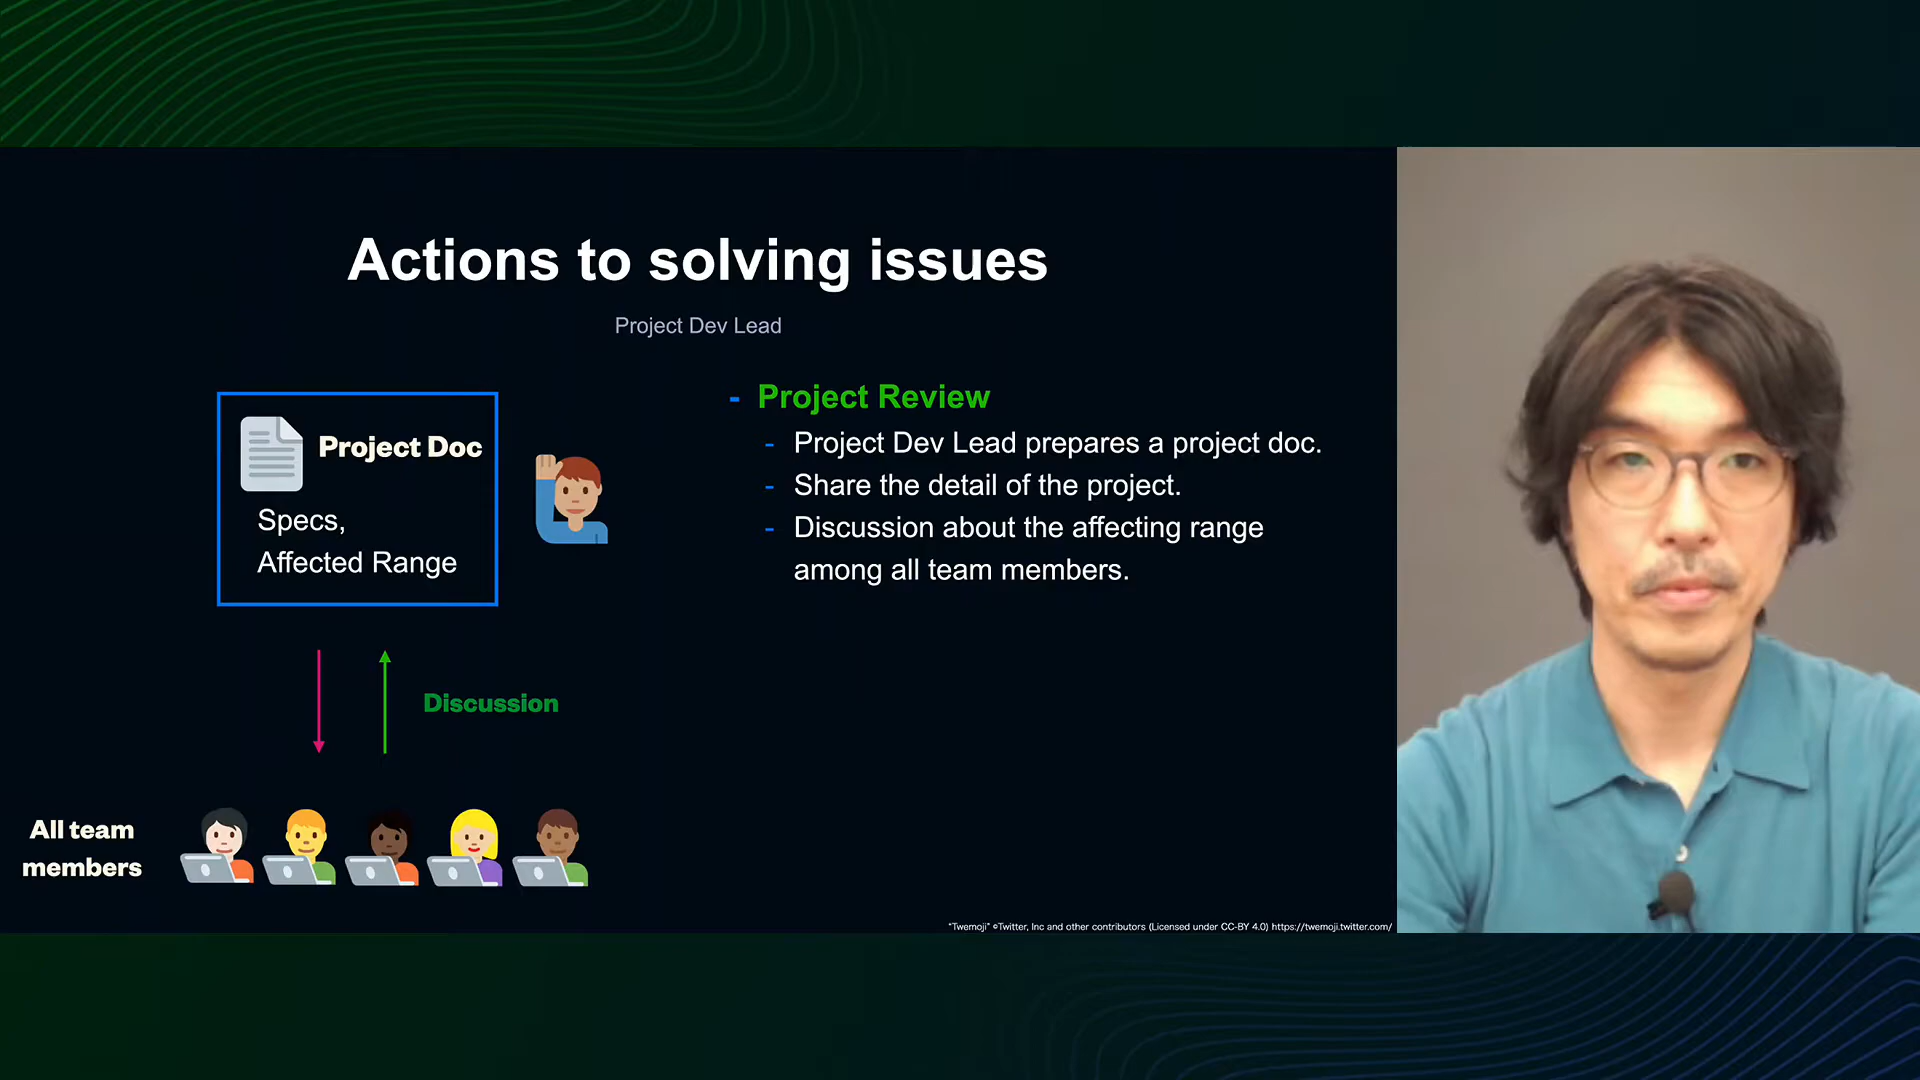 Actions to solving issues
Project Dev Lead
Project Doc
Specs,
Affected Range
- Project Review
- Project Dev Lead prepares a project doc.
- Share the detail of the project.
- Discussion about the affecting range
among all team members.
Discussion
All team
members
"Twemoji" ©Twitter, Inc and other contributors (Licensed under CC-BY 4.0) https://twemoji.twitter.com/